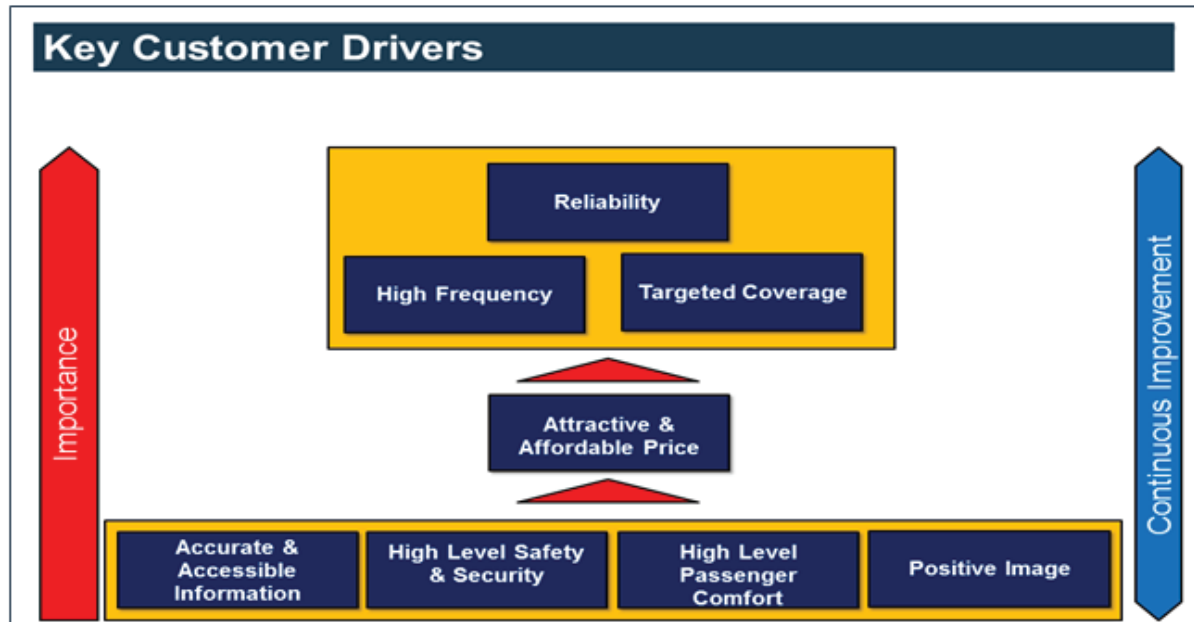 Key Customer Drivers
Importance
Reliability
High Frequency
Targeted Coverage
Attractive &
Affordable Price
Accurate &
Accessible
Information
High Level Safety
& Security
High Level
Passenger
Comfort
Positive Image
Continuous Improvement